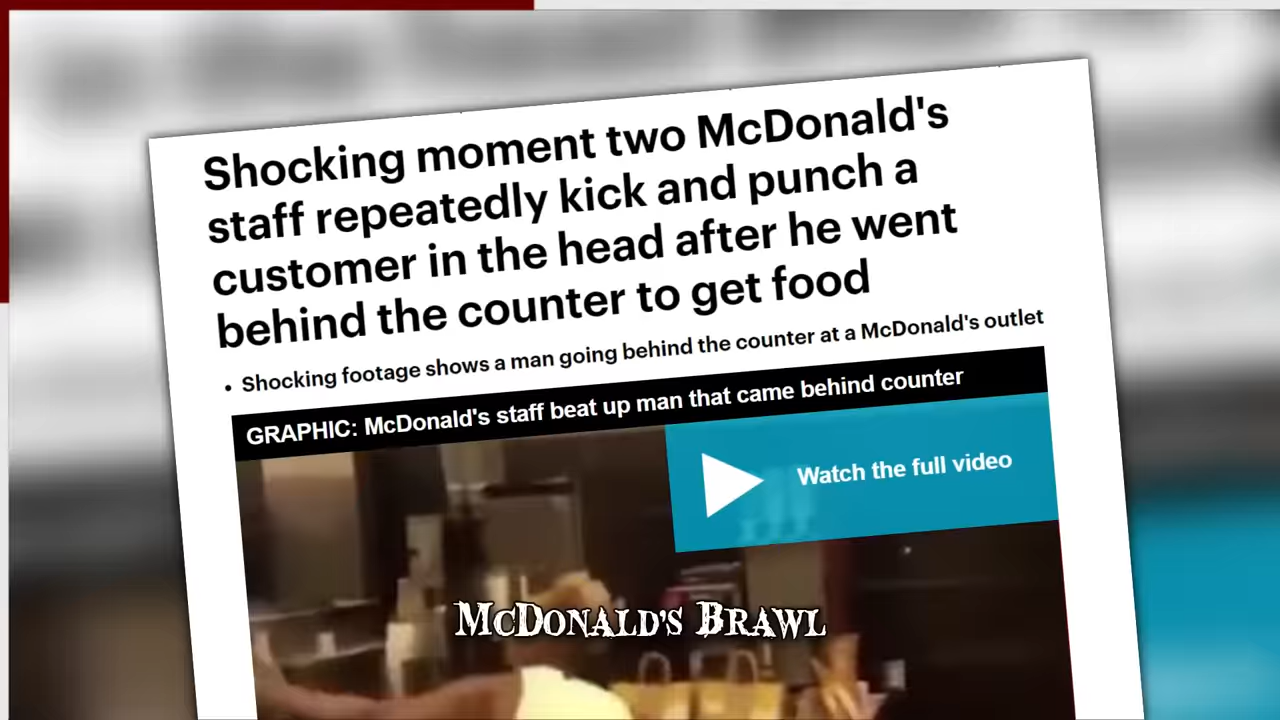 Shocking moment two McDonald's
staff repeatedly kick and punch a
customer in the head after he went
behind the counter to get food
• Shocking footage shows a man going behind the counter at a McDonald's outlet
GRAPHIC: McDonald's staff beat up man that came behind counter
Watch the full video
McDonald's Brawl